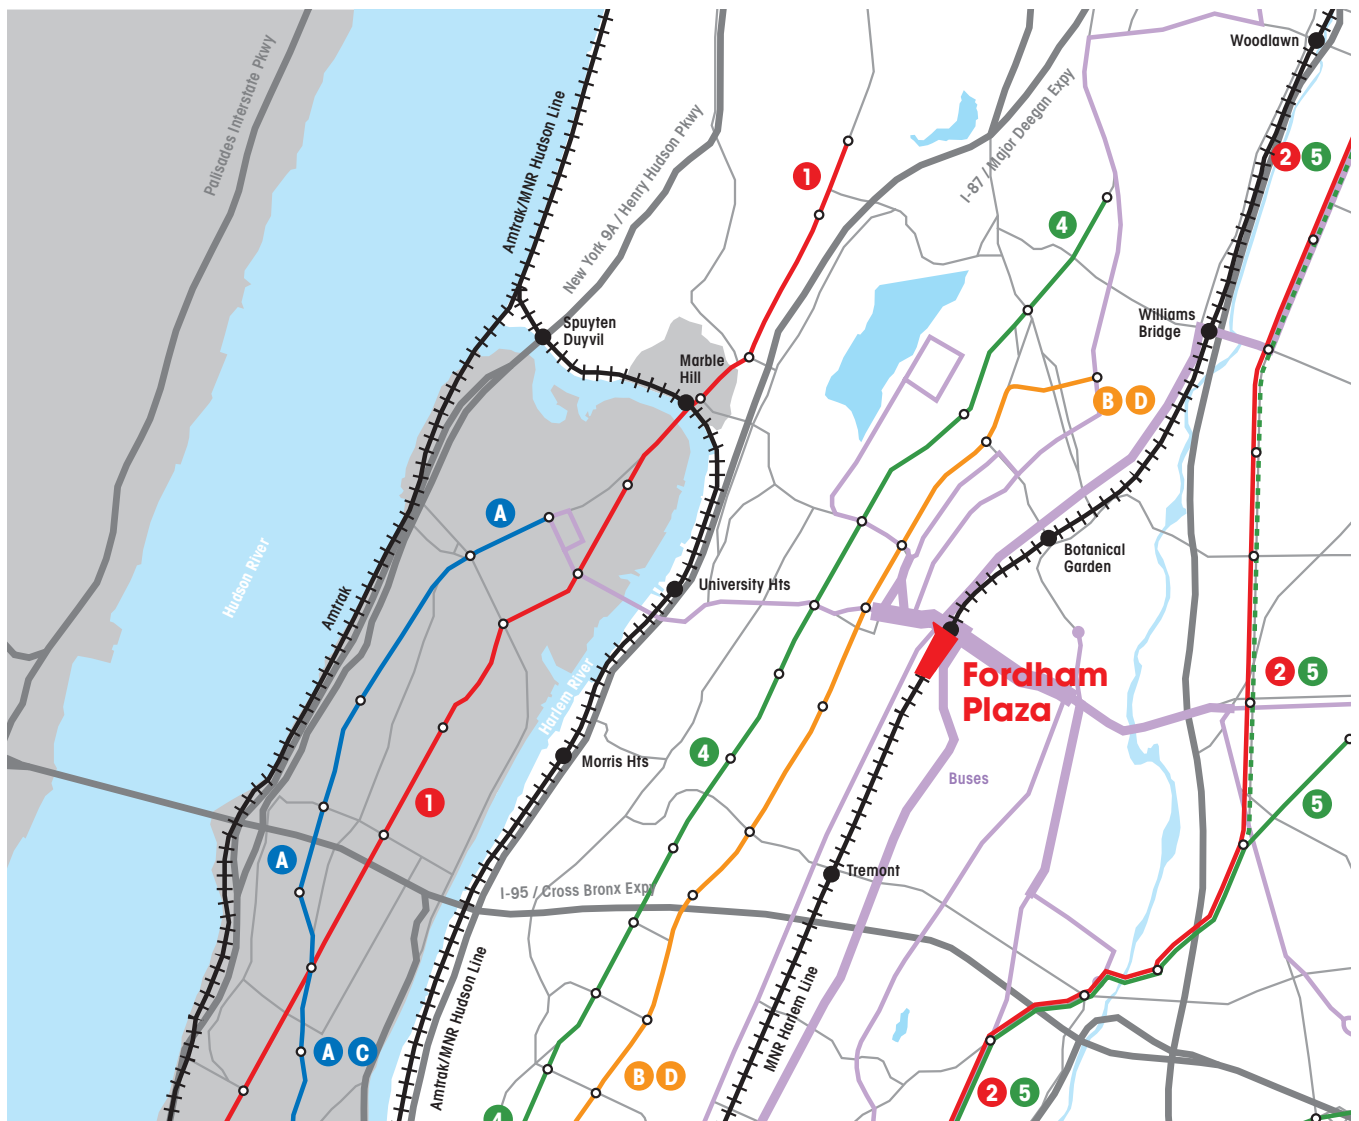 Woodlawn
Palisades Interstate Pkwy
Amtrak/MNR Hudson Line
New York 9A / Henry Hudson Pkwy
I-87 / Major Deegan Expy
2 5
1
4
Williams
Bridge
Spuyten
Duyvil
Marble
Hill
B D
A
Botanical
Garden
Hudson River
Amtrak
University Hts
Harlem River
Fordham
Plaza
2 5
4
Morris Hts
Buses
1
5
A
Tremont
I-95 / Cross Bronx Expy
Amtrak/MNR Hudson Line
MNR Harlem Line
A C
B D
2 5
4